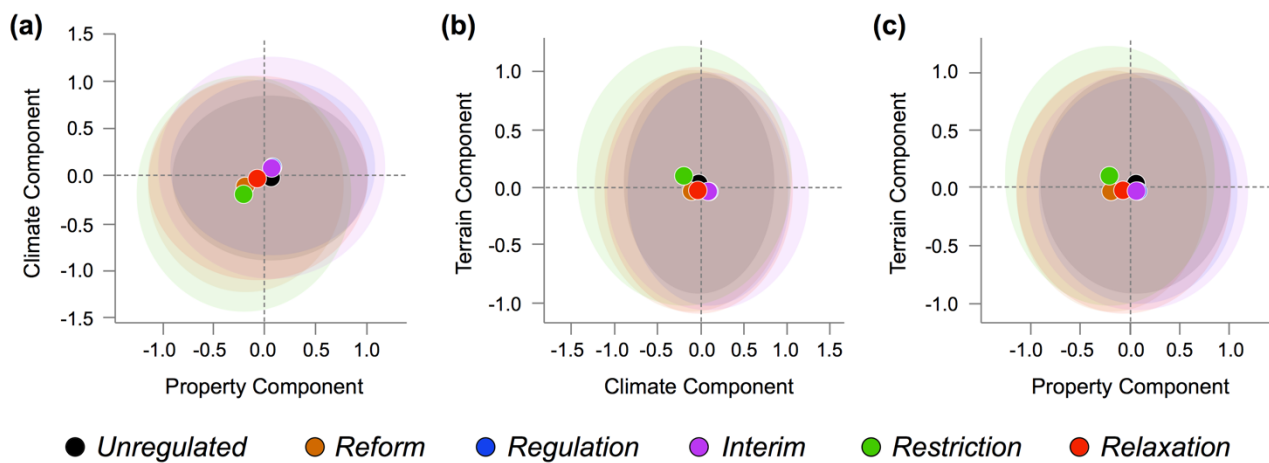 (a)
1.5
1.0
0.5
0.0
-0.5
-1.0
-1.5
Climate Component
-1.0 -0.5 0.0 0.5 1.0
Property Component
(b)
1.0
0.5
0.0
-0.5
-1.0
Terrain Component
-1.5 -1.0 -0.5 0.0 0.5 1.0 1.5
Climate Component
(c)
1.0
0.5
0.0
-0.5
-1.0
Terrain Component
-1.0 -0.5 0.0 0.5 1.0
Property Component
Unregulated Reform Regulation Interim Restriction Relaxation